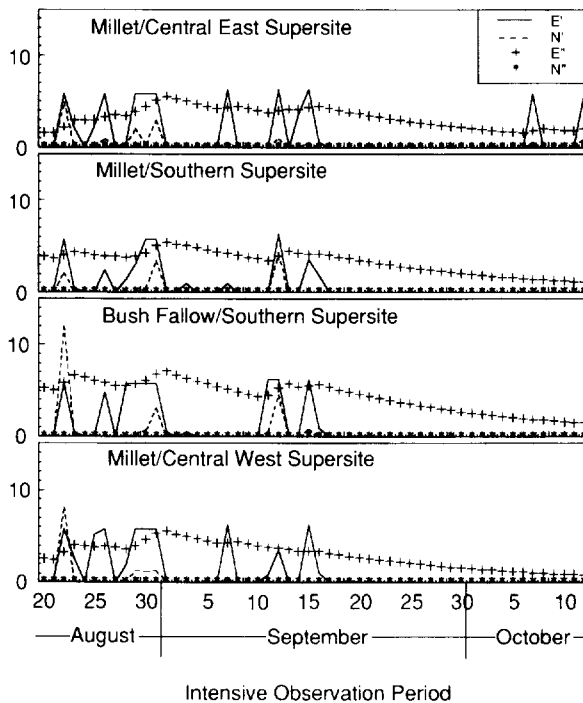 Millet/Central East Supersite
E'
N'
E"
N"
10
0
Millet/Southern Supersite
10
0
Bush Fallow/Southern Supersite
10
0
Millet/Central West Supersite
10
0
20 25 30 5 10 15 20 25 30 5 10
August September October
Intensive Observation Period